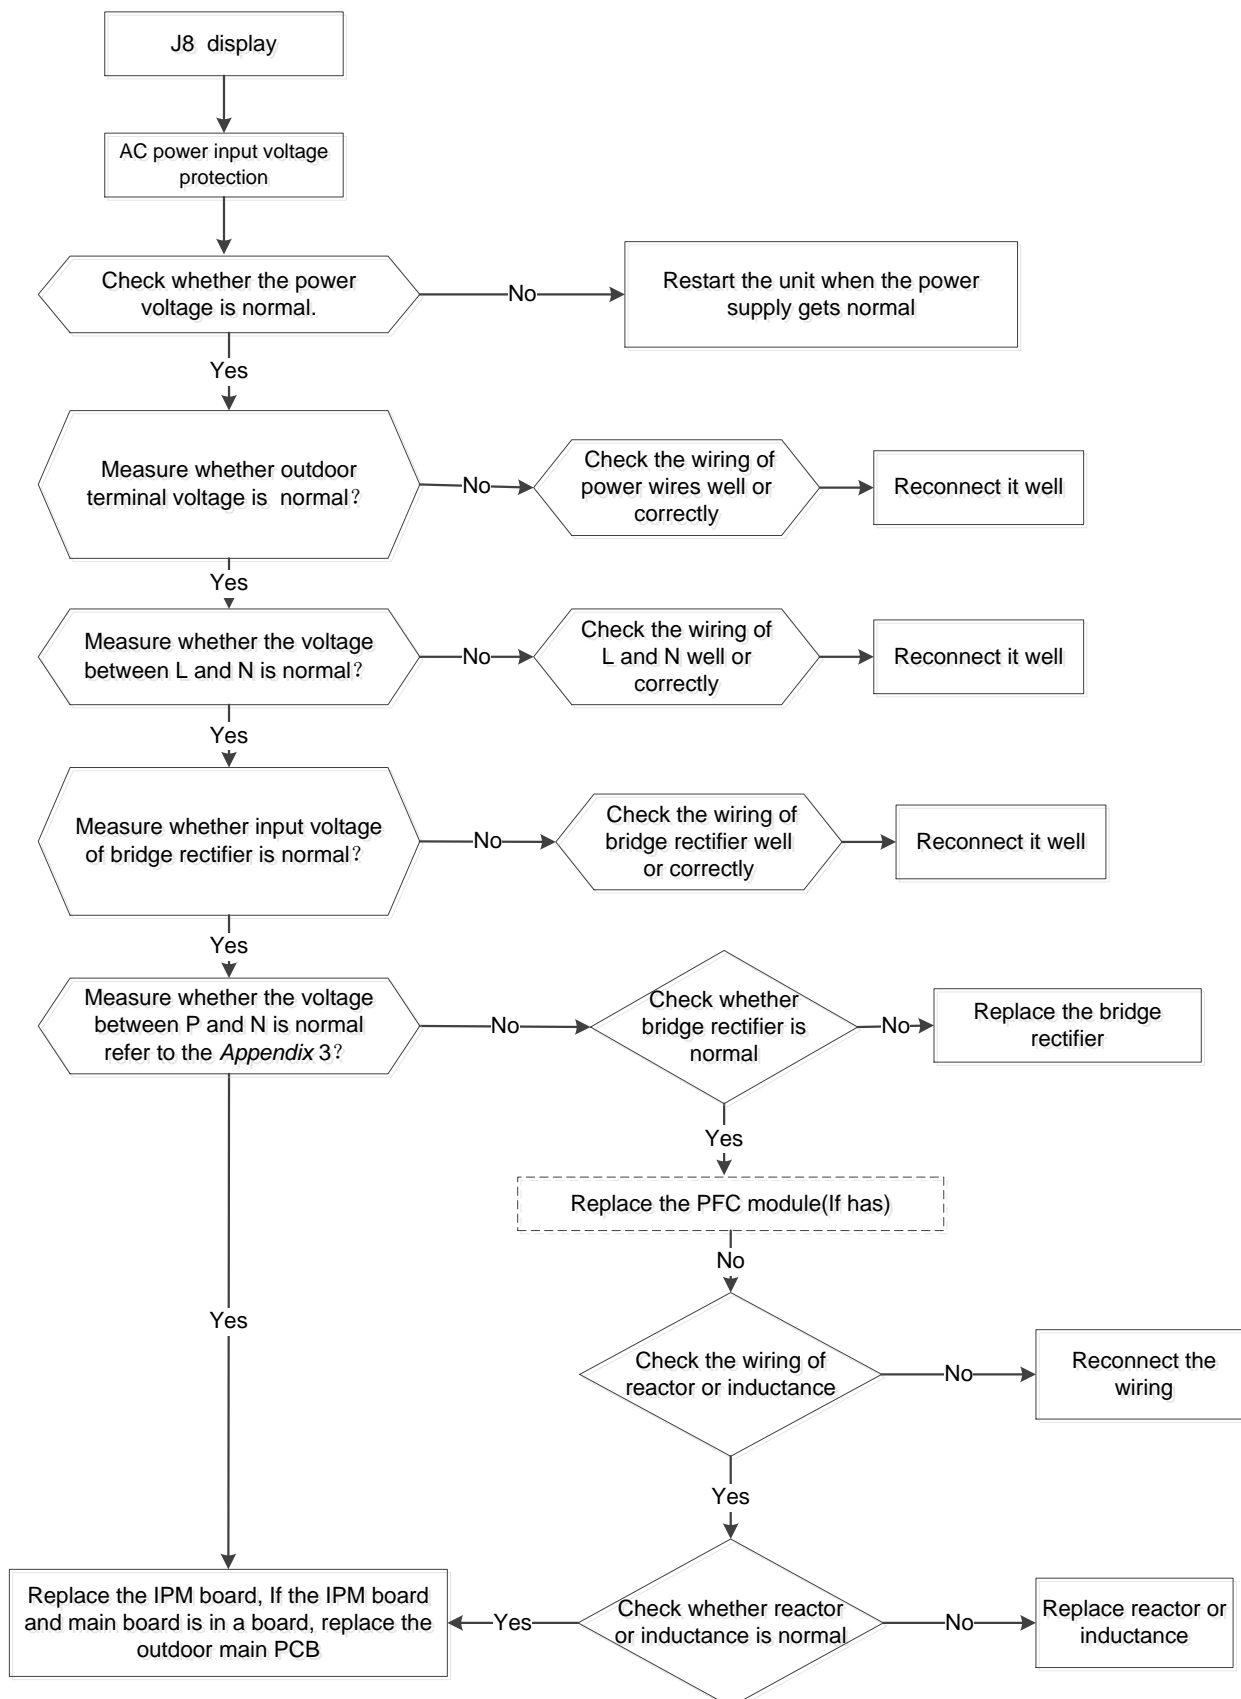 J8  display
AC power input voltage
protection
Check whether the power
voltage is normal.
No
Restart the unit when the power
supply gets normal
Yes
Measure whether outdoor
terminal voltage is  normal？
No
Check the wiring of
power wires well or
correctly
Reconnect it well
Yes
Measure whether the voltage
between L and N is normal？
No
Check the wiring of
L and N well or
correctly
Reconnect it well
Yes
Measure whether input voltage
of bridge rectifier is normal？
No
Check the wiring of
bridge rectifier well
or correctly
Reconnect it well
Yes
Measure whether the voltage
between P and N is normal
refer to the Appendix 3？
No
Check whether
bridge rectifier is
normal
No
Replace the bridge
rectifier
Yes
Replace the PFC module(If has)
No
Yes
Check the wiring of
reactor or inductance
No
Reconnect the
wiring
Yes
Replace the IPM board, If the IPM board
and main board is in a board, replace the
outdoor main PCB
Yes
Check whether reactor
or inductance is normal
No
Replace reactor or
inductance